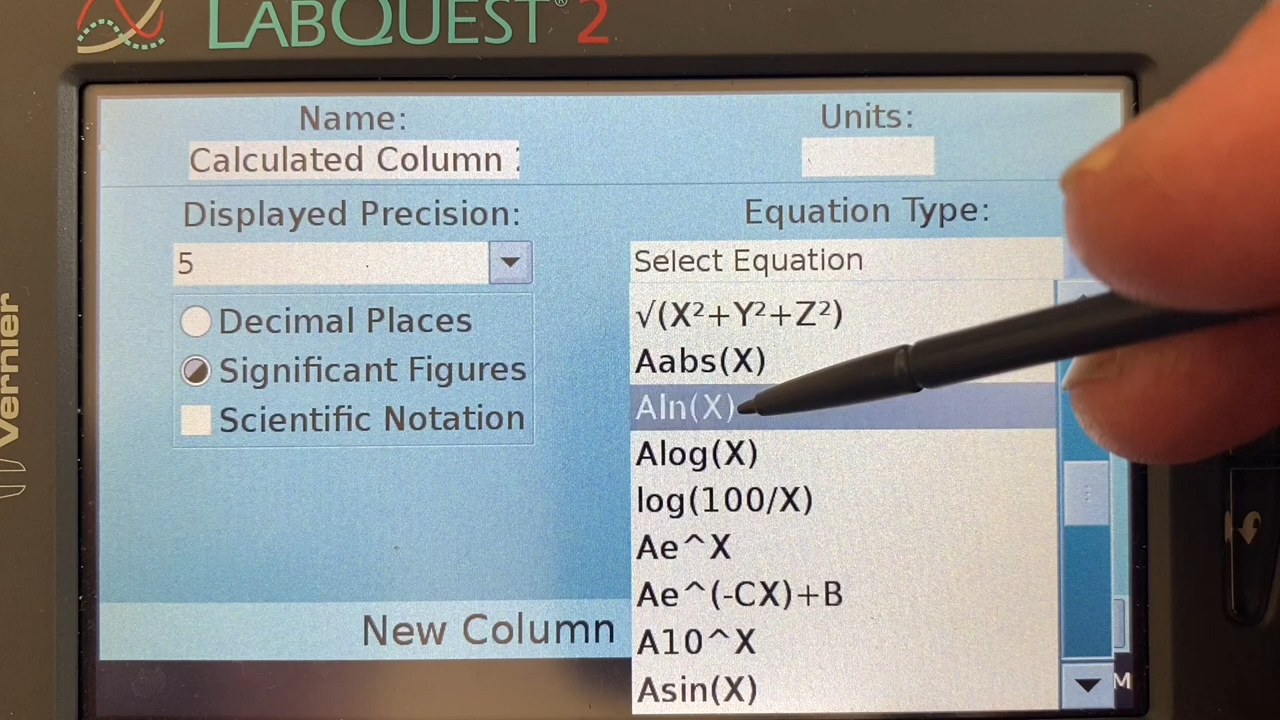 LABQUEST® 2
Vernier
Name:
Units:
Calculated Column
Displayed Precision:
Equation Type:
5
Select Equation
Decimal Places
Significant Figures
Scientific Notation
√(X²+Y²+Z²)
Aabs(X)
Aln(X)
Alog(X)
log(100/X)
Ae^X
Ae^(-CX)+B
A10^X
Asin(X)
New Column
M